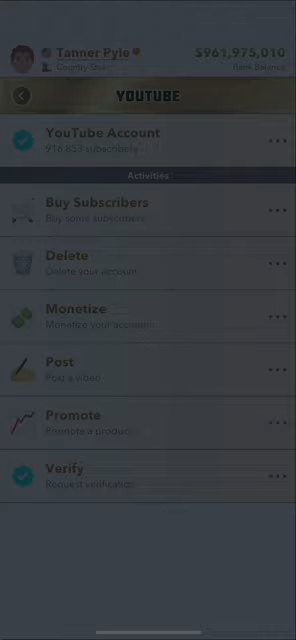 Tanner Pyle
$961,975,010
Country
Bank Balance
YOUTUBE
YouTube Account
916,853 subscribers
Activities
Buy Subscribers
Buy some subscribers
Delete
Delete your account
Monetize
Monetize your account
Post
Post a video
Promote
Promote a product
Verify
Request verification